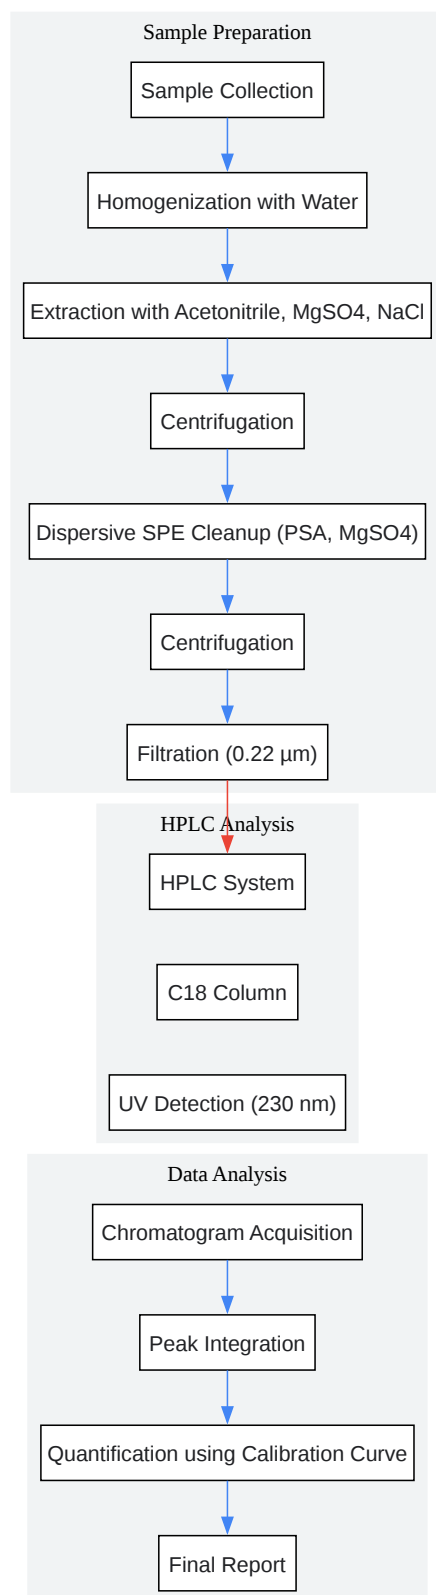 Sample Preparation
Sample Collection
Homogenization with Water
Extraction with Acetonitrile, MgSO4, NaCl
Centrifugation
Dispersive SPE Cleanup (PSA, MgSO4)
Centrifugation
Filtration (0.22 µm)
HPLC Analysis
HPLC System
C18 Column
UV Detection (230 nm)
Data Analysis
Chromatogram Acquisition
Peak Integration
Quantification using Calibration Curve
Final Report